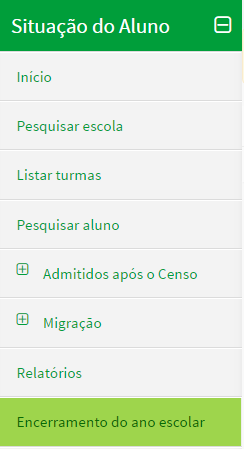 Situação do Aluno
Início
Pesquisar escola
Listar turmas
Pesquisar aluno
Admitidos após o Censo
Migração
Relatórios
Encerramento do ano escolar